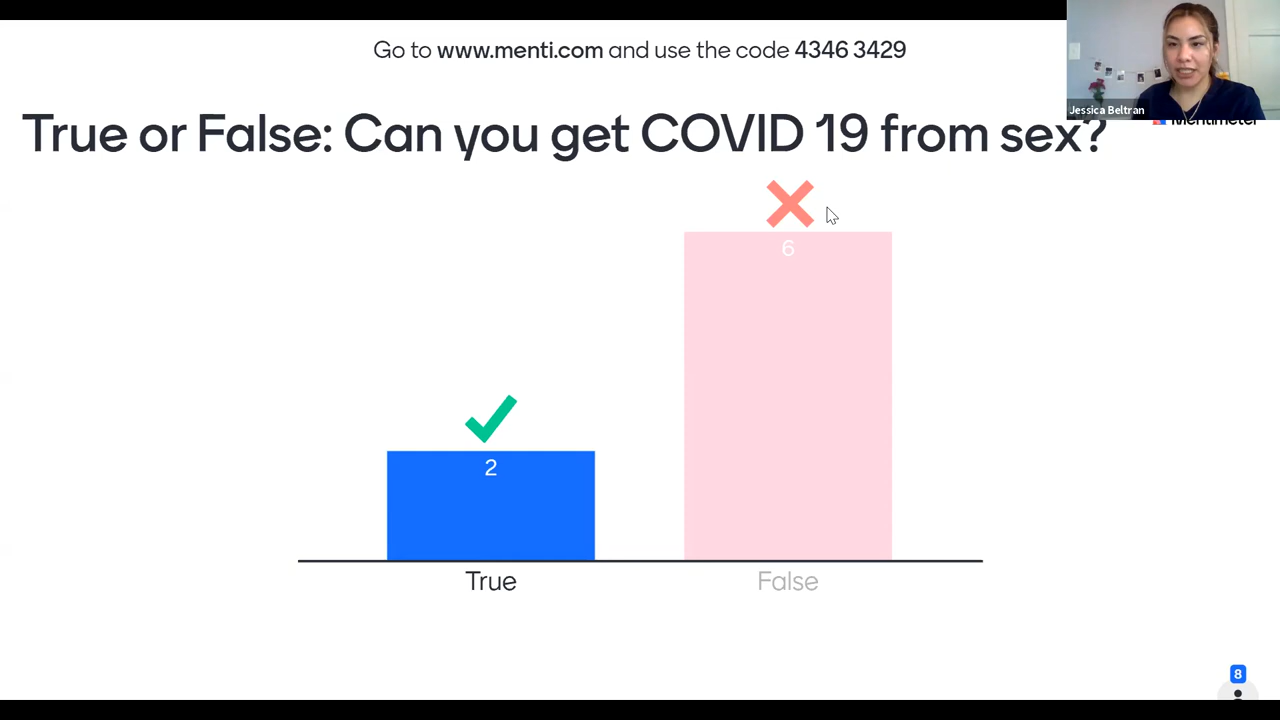 Go to www.menti.com and use the code 4346 3429
Jessica Beltran
Mentimeter
True or False: Can you get COVID 19 from sex?
6
2
True
False
8